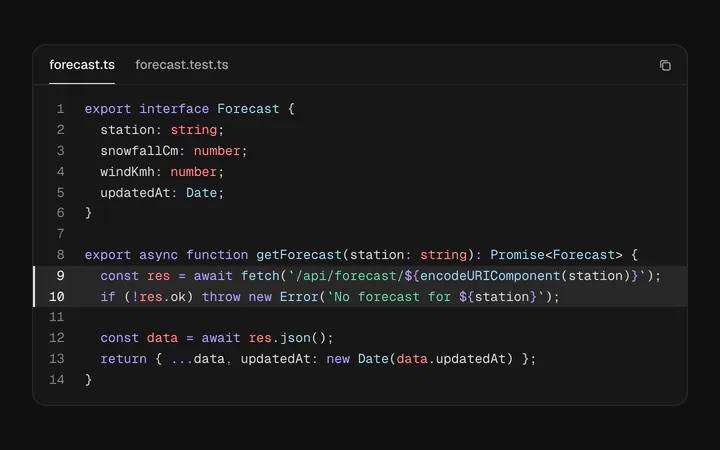 forecast.ts forecast.test.ts
1 export interface Forecast {
2   station: string;
3   snowfallCm: number;
4   windKmh: number;
5   updatedAt: Date;
6 }
7
8 export async function getForecast(station: string): Promise<Forecast> {
9   const res = await fetch(`/api/forecast/${encodeURIComponent(station)}`);
10   if (!res.ok) throw new Error(`No forecast for ${station}`);
11
12   const data = await res.json();
13   return { ...data, updatedAt: new Date(data.updatedAt) };
14 }